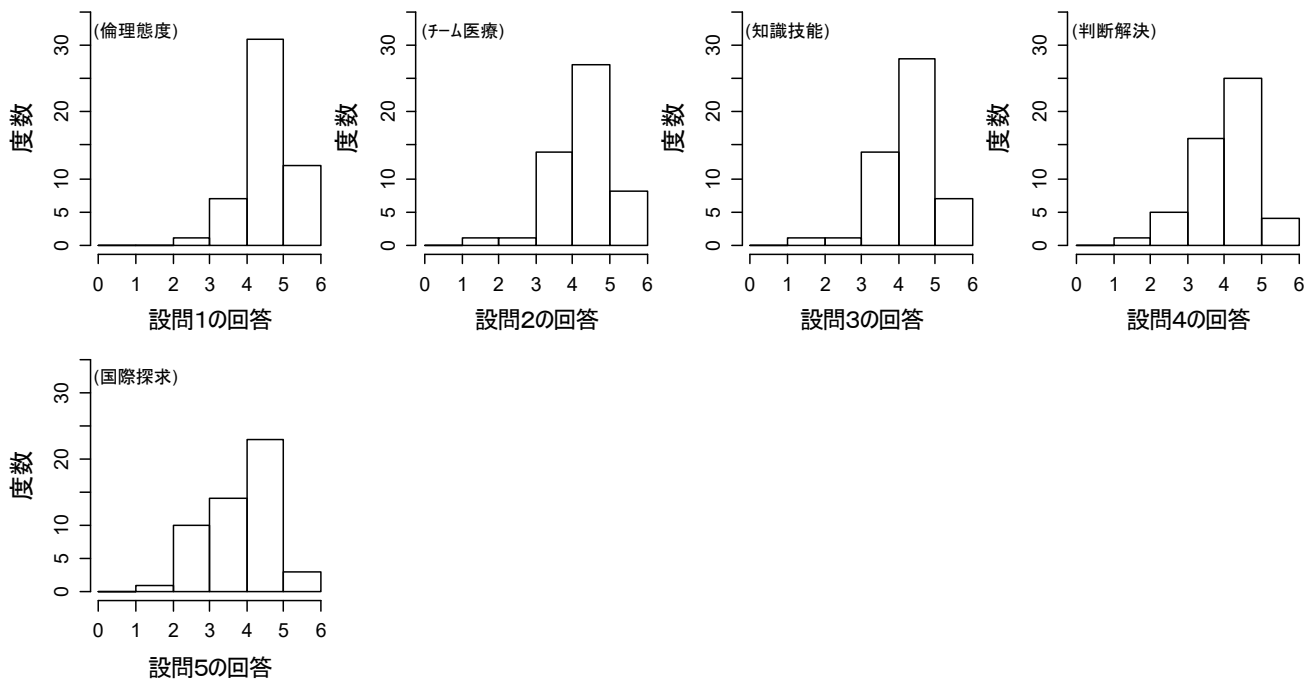 (倫理態度)
度数
0 5 10 20 30
0 1 2 3 4 5 6
設問1の回答
(チーム医療)
度数
0 5 10 20 30
0 1 2 3 4 5 6
設問2の回答
(知識技能)
度数
0 5 10 20 30
0 1 2 3 4 5 6
設問3の回答
(判断解決)
度数
0 5 10 20 30
0 1 2 3 4 5 6
設問4の回答
(国際探求)
度数
0 5 10 20 30
0 1 2 3 4 5 6
設問5の回答